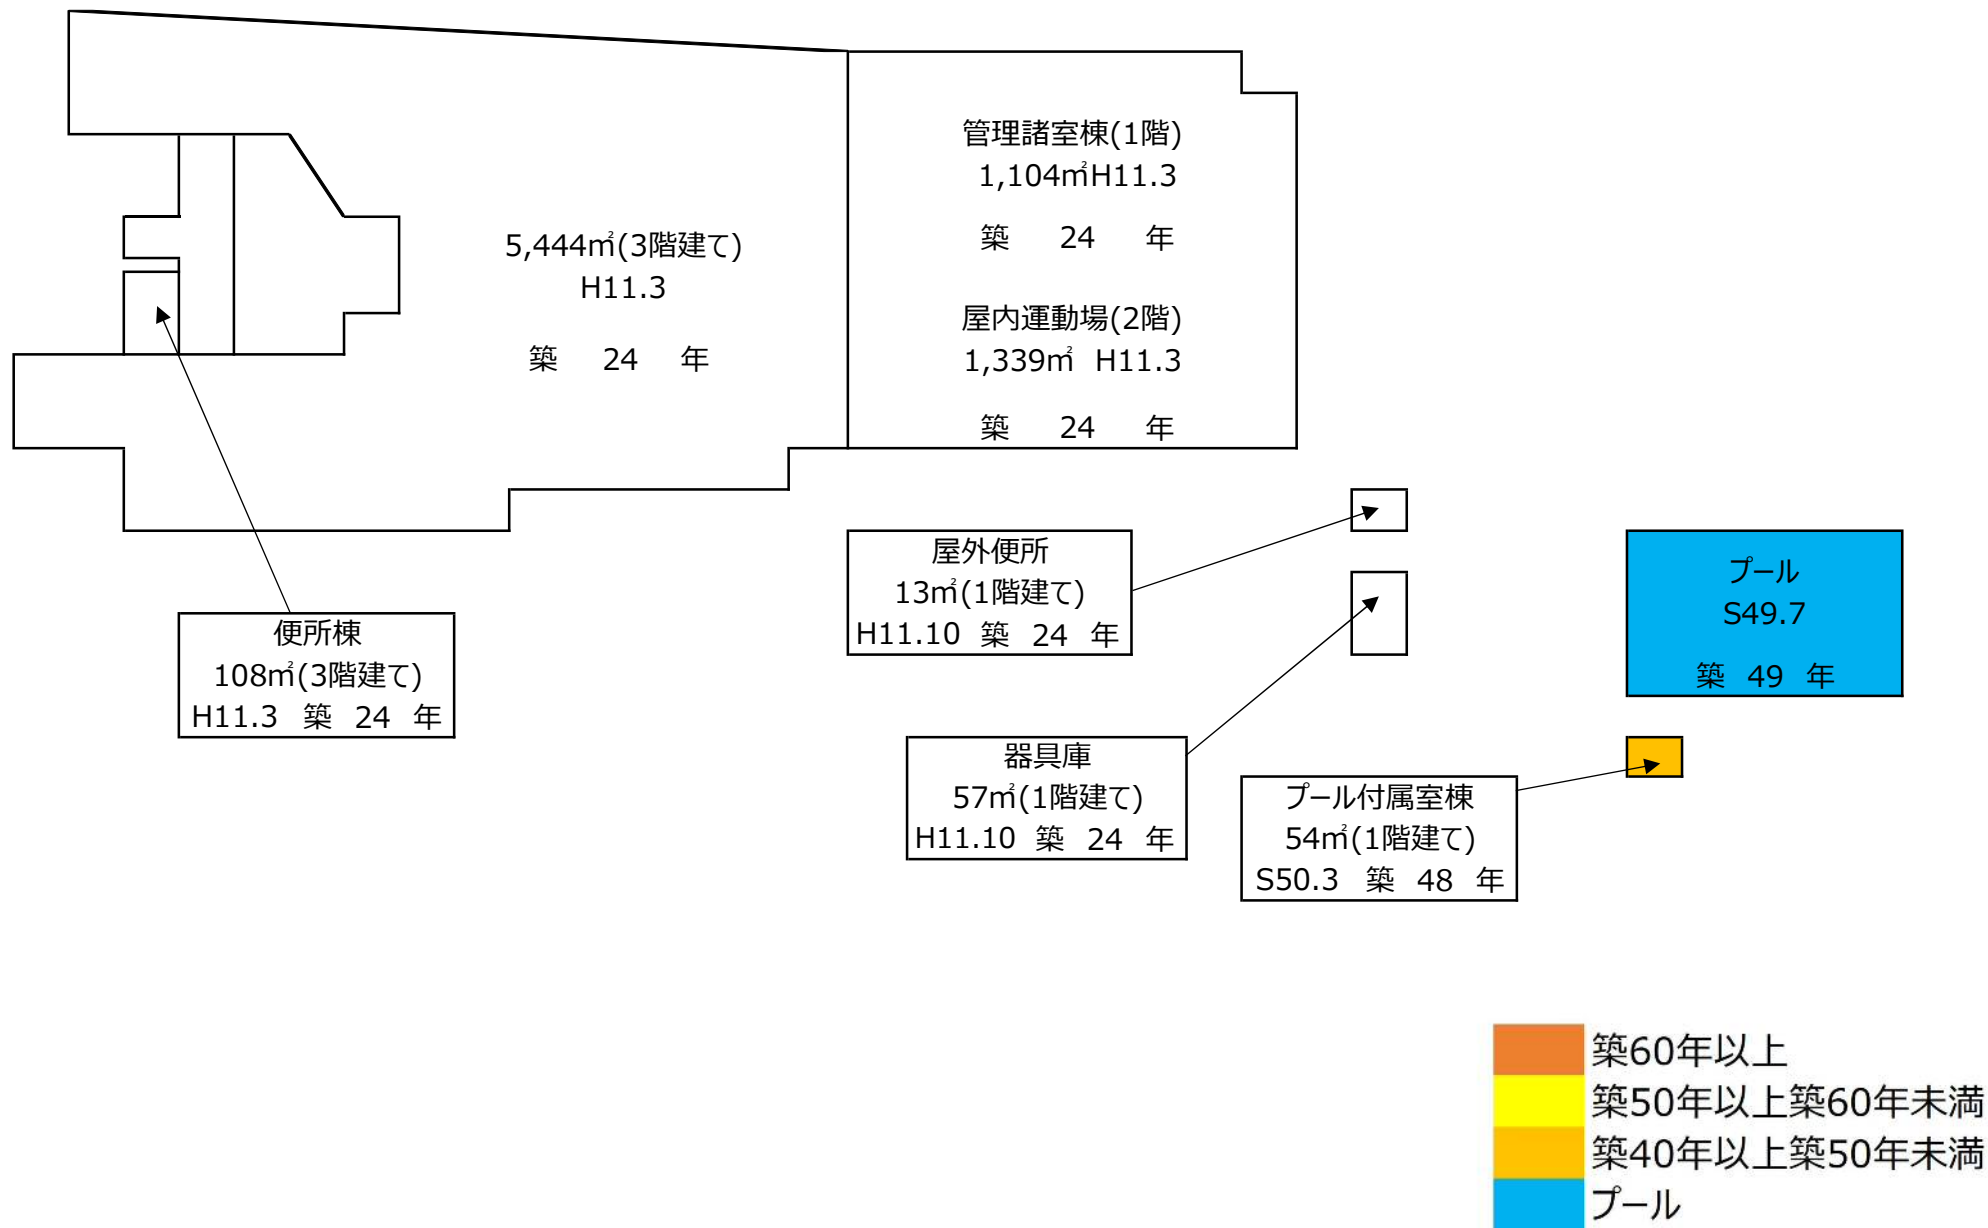 5,444㎡(3階建て)
H11.3
築 24 年
管理諸室棟(1階)
1,104㎡H11.3
築 24 年
屋内運動場(2階)
1,339㎡ H11.3
築 24 年
便所棟
108㎡(3階建て)
H11.3 築 24 年
屋外便所
13㎡(1階建て)
H11.10 築 24 年
器具庫
57㎡(1階建て)
H11.10 築 24 年
プール
S49.7
築 49 年
プール付属室棟
54㎡(1階建て)
S50.3 築 48 年
築60年以上
築50年以上築60年未満
築40年以上築50年未満
プール